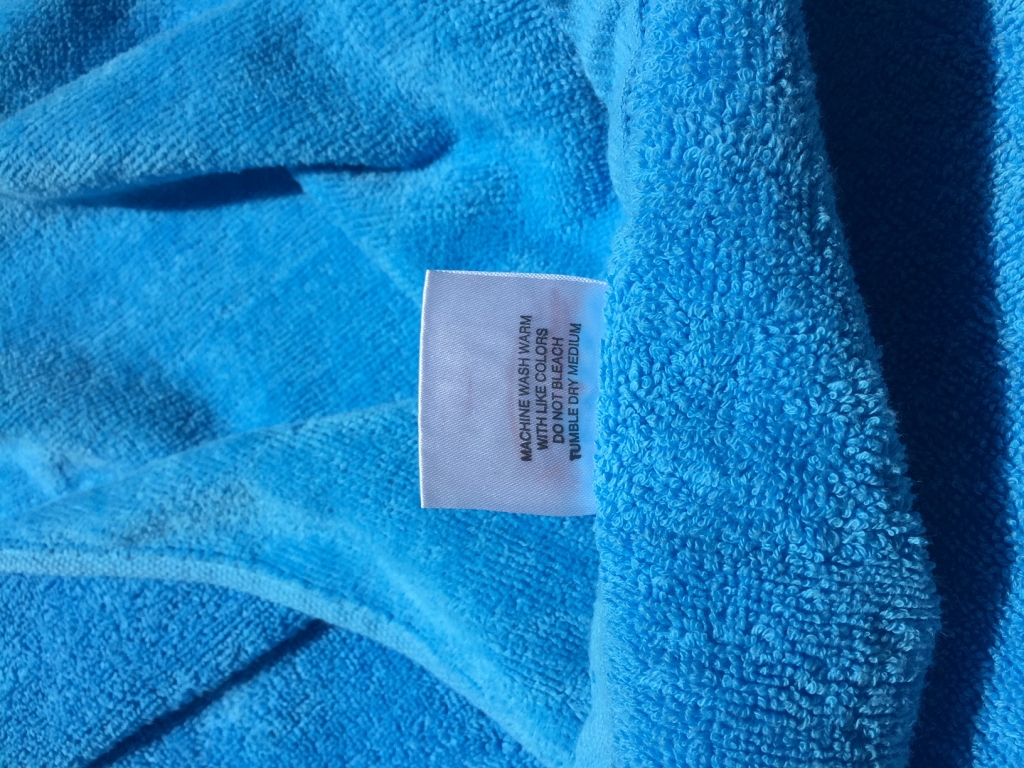 MACHINE WASH WARM
WITH LIKE COLORS
DO NOT BLEACH
TUMBLE DRY MEDIUM